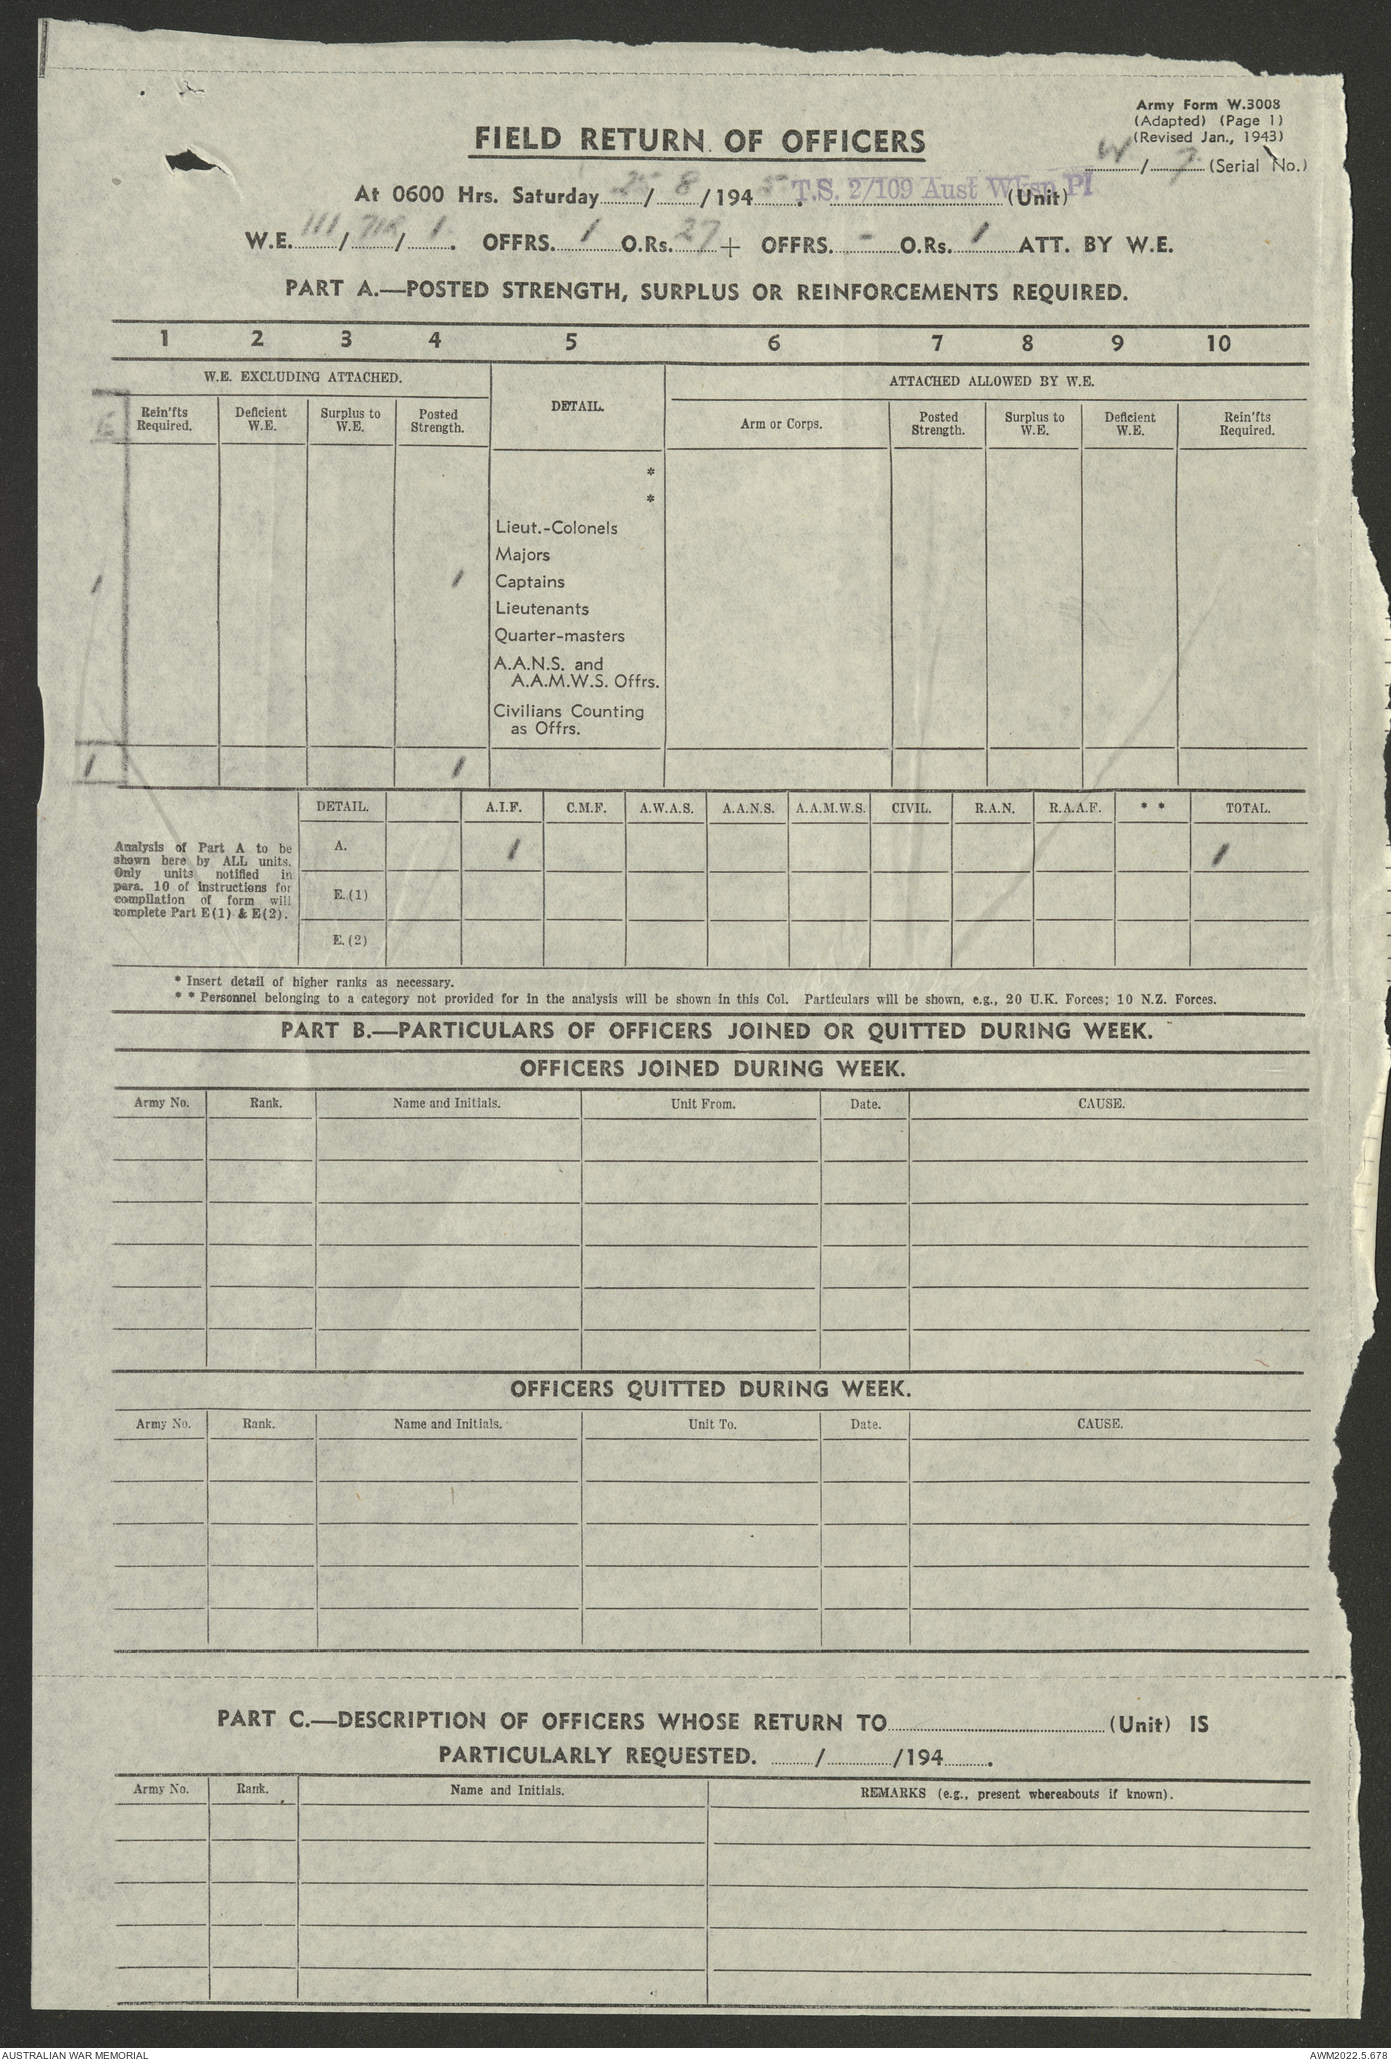 Army Form W.3008
(Adapted) (Page 1)
(Revised Jan., 1943)
W / 7 (Serial No.)
FIELD RETURN OF OFFICERS
At 0600 Hrs. Saturday 25/ 8 /194 5. T.S. 2/109 Aust Wksp Pl (Unit)
W.E. 111/ / 1. OFFRS. 1 O.Rs. 27 + OFFRS. - O.Rs. 1 ATT. BY W.E.
PART A.—POSTED STRENGTH, SURPLUS OR REINFORCEMENTS REQUIRED.
1 2 3 4 5 6 7 8 9 10
W.E. EXCLUDING ATTACHED. DETAIL. ATTACHED ALLOWED BY W.E.
E Rein'fts Required. Deficient W.E. Surplus to W.E. Posted Strength. Arm or Corps. Posted Strength. Surplus to W.E. Deficient W.E. Rein'fts Required.
*
*
Lieut.-Colonels
Majors
1 1 Captains
Lieutenants
Quarter-masters
A.A.N.S. and
A.A.M.W.S. Offrs.
Civilians Counting
as Offrs.
1 1
DETAIL. A.I.F. C.M.F. A.W.A.S. A.A.N.S. A.A.M.W.S. CIVIL. R.A.N. R.A.A.F. * * TOTAL.
Analysis of Part A to be
shown here by ALL units.
Only units notified in
para. 10 of instructions for
compilation of form will
complete Part E(1) & E(2).
A. 1 1
E.(1)
E.(2)
* Insert detail of higher ranks as necessary.
* * Personnel belonging to a category not provided for in the analysis will be shown in this Col. Particulars will be shown, e.g., 20 U.K. Forces; 10 N.Z. Forces.
PART B.—PARTICULARS OF OFFICERS JOINED OR QUITTED DURING WEEK.
OFFICERS JOINED DURING WEEK.
Army No. Rank. Name and Initials. Unit From. Date. CAUSE.
OFFICERS QUITTED DURING WEEK.
Army No. Rank. Name and Initials. Unit To. Date. CAUSE.
PART C.—DESCRIPTION OF OFFICERS WHOSE RETURN TO (Unit) IS
PARTICULARLY REQUESTED. / /194 .
Army No. Rank. Name and Initials. REMARKS (e.g., present whereabouts if known).
AUSTRALIAN WAR MEMORIAL AWM2022.5.678